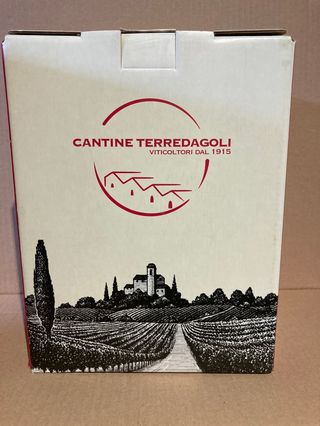 CANTINE TERREDAGOLI
VITICOLTORI DAL 1915